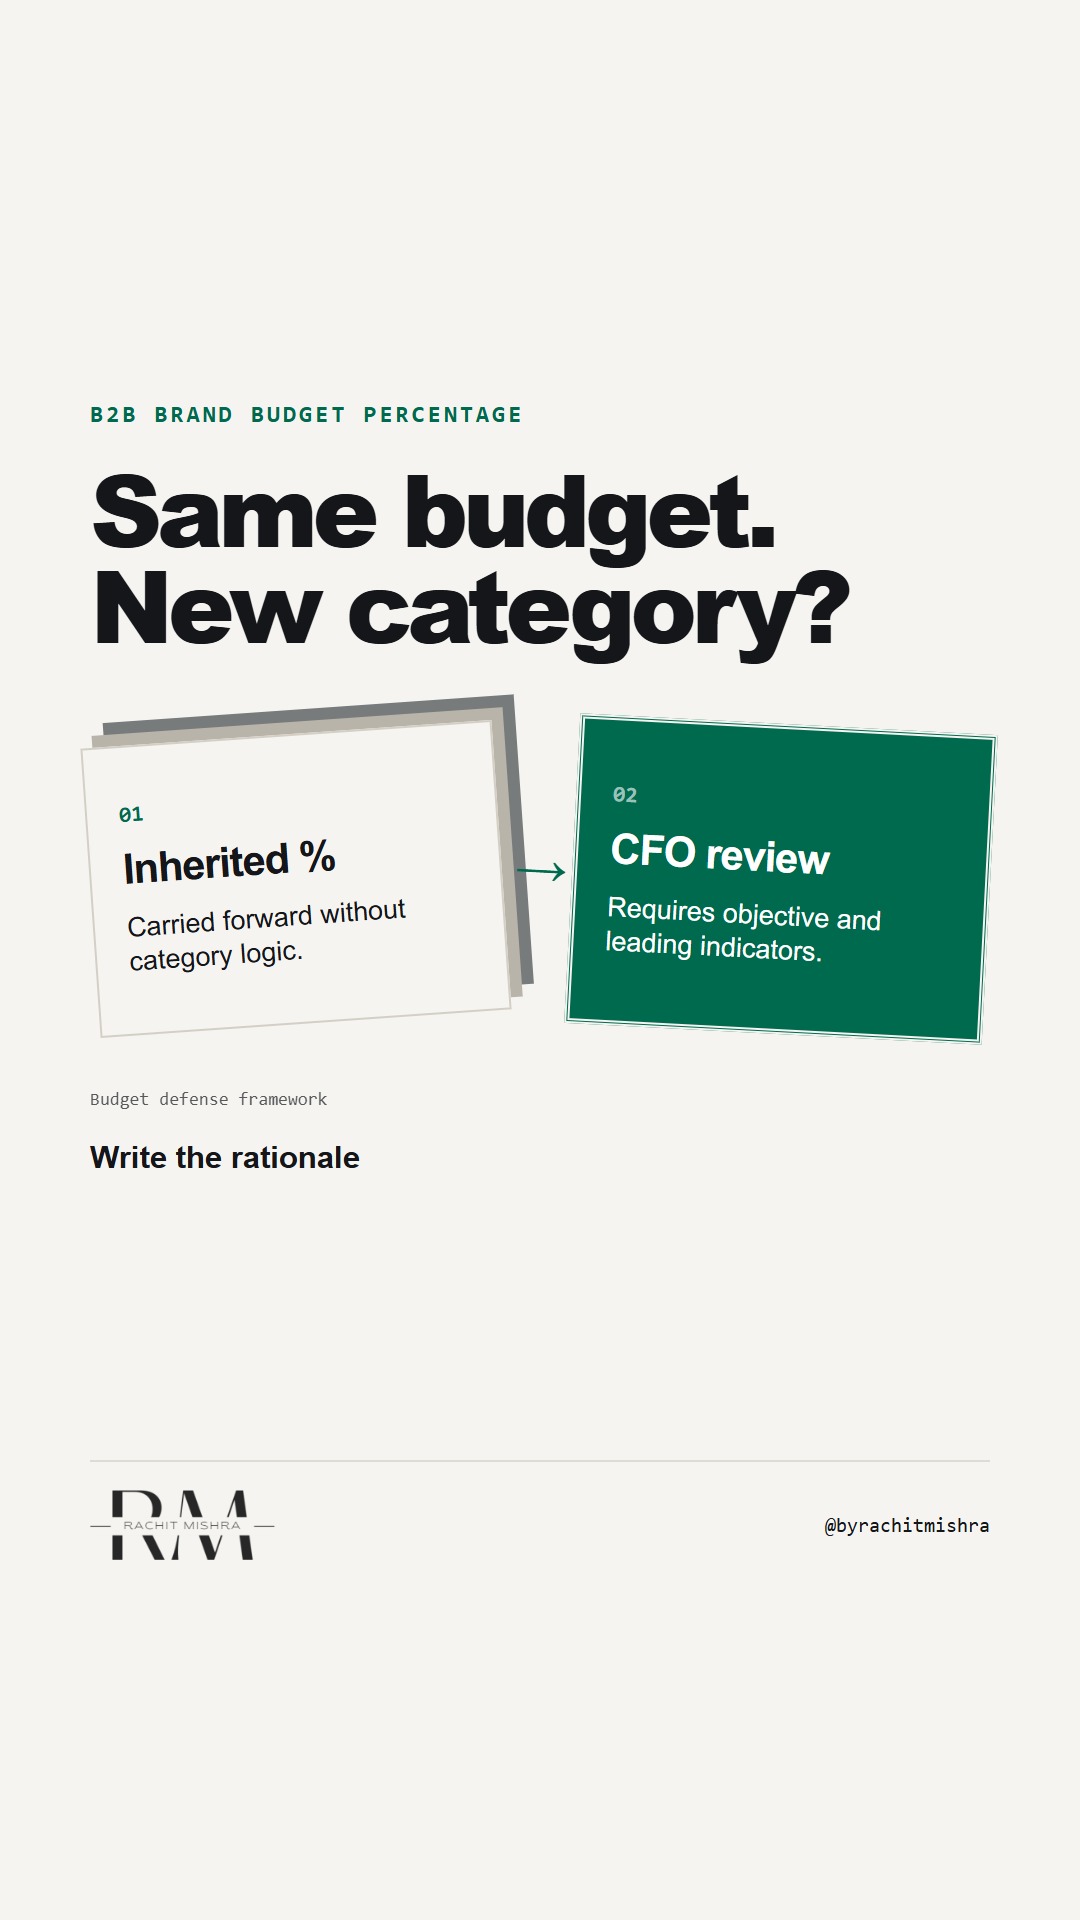 B2B BRAND BUDGET PERCENTAGE
Same budget.
New category?
01
Inherited %
Carried forward without
category logic.
→
02
CFO review
Requires objective and
leading indicators.
Budget defense framework
Write the rationale
RM
RACHIT MISHRA
@byrachitmishra